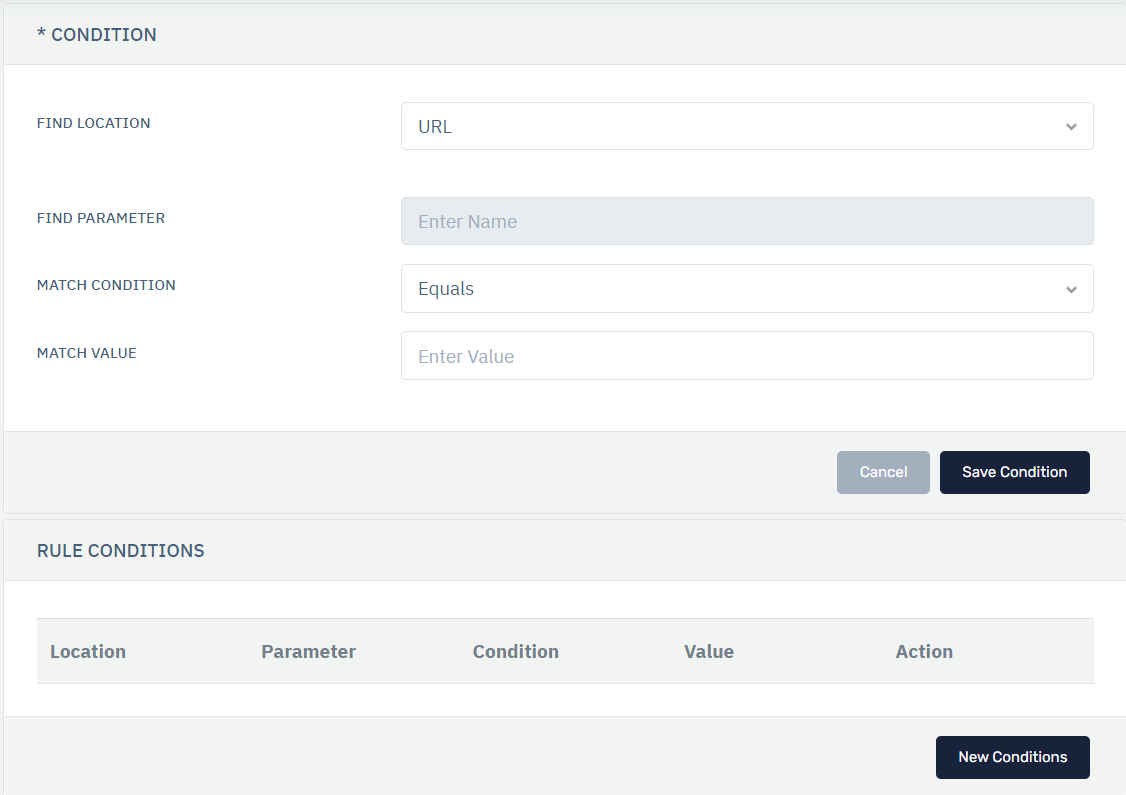 * CONDITION
FIND LOCATION
URL
FIND PARAMETER
Enter Name
MATCH CONDITION
Equals
MATCH VALUE
Enter Value
Cancel
Save Condition
RULE CONDITIONS
Location Parameter Condition Value Action
New Conditions